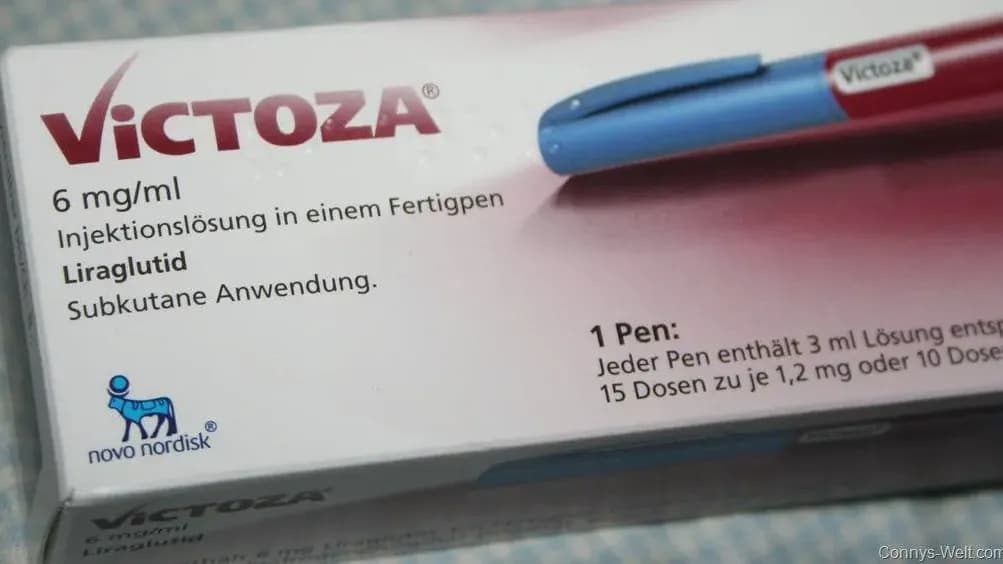 VICTOZA®
6 mg/ml
Injektionslösung in einem Fertigpen
Liraglutid
Subkutane Anwendung.
Victoza®
1 Pen:
Jeder Pen enthält 3 ml Lösung entsp
15 Dosen zu je 1,2 mg oder 10 Dose
novo nordisk®
VICTOZA®
6 mg/ml
Liraglutid
Connys-Welt.com